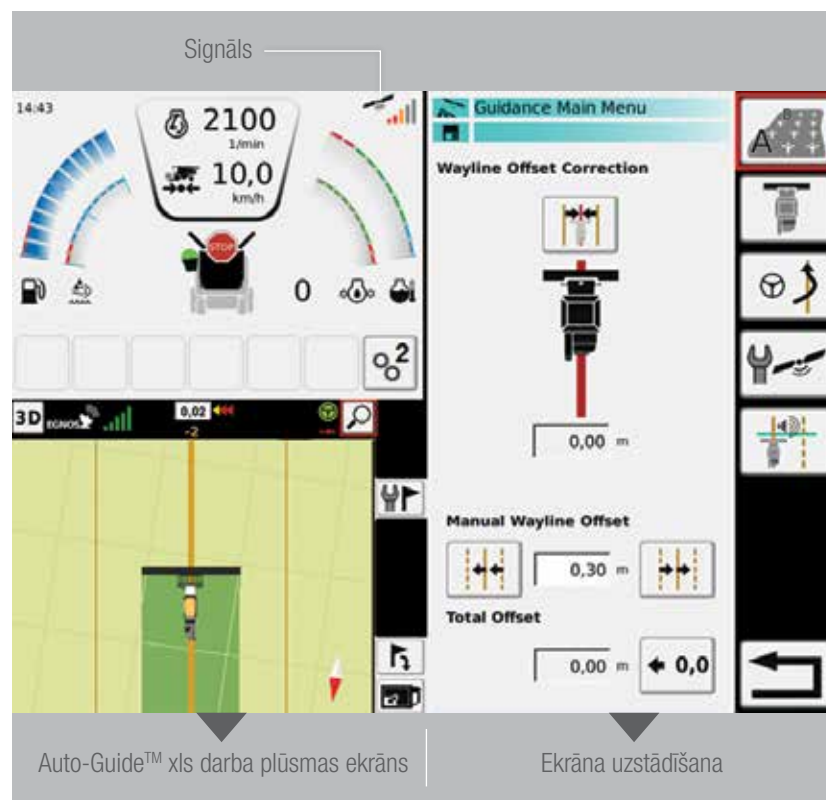 Signāls
14:43
2100
1/min
10,0
km/h
STOP
0
2
3D EGNOS 0,02
-2
Guidance Main Menu
Wayline Offset Correction
0,00 m
Manual Wayline Offset
0,30 m
Total Offset
0,00 m 0,0
A B
Auto-Guide™ xls darba plūsmas ekrāns
Ekrāna uzstādīšana